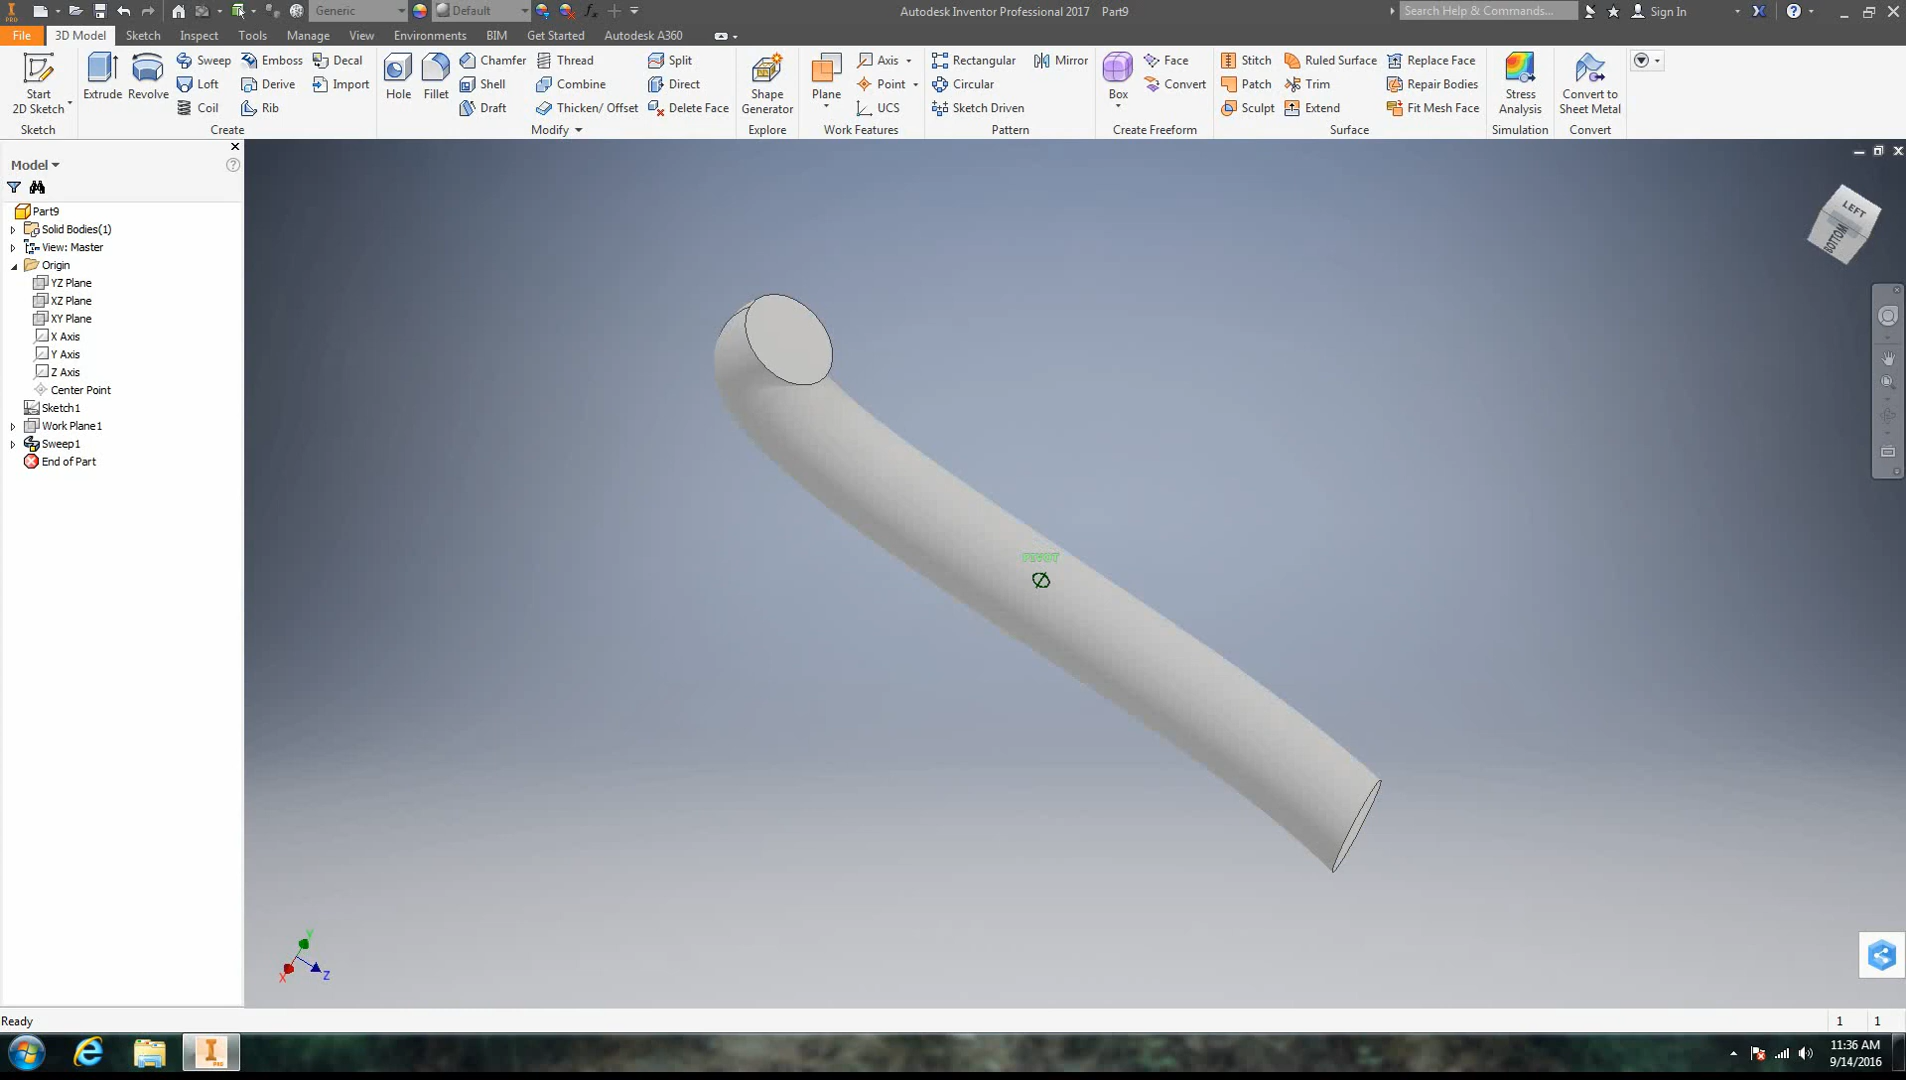 PRO Generic Default fx Autodesk Inventor Professional 2017 Part9 Search Help & Commands... Sign In
File 3D Model Sketch Inspect Tools Manage View Environments BIM Get Started Autodesk A360
Sweep Emboss Decal Chamfer Thread Split Axis Rectangular Mirror Face Stitch Ruled Surface Replace Face
Start Extrude Revolve Loft Derive Import Hole Fillet Shell Combine Direct Shape Plane Point Circular Box Convert Patch Trim Repair Bodies Stress Convert to
2D Sketch Coil Rib Draft Thicken/ Offset Delete Face Generator UCS Sketch Driven Sculpt Extend Fit Mesh Face Analysis Sheet Metal
Sketch Create Modify Explore Work Features Pattern Create Freeform Surface Simulation Convert
Model
Part9
Solid Bodies(1)
View: Master
Origin
YZ Plane
XZ Plane
XY Plane
X Axis
Y Axis
Z Axis
Center Point
Sketch1
Work Plane1
Sweep1
End of Part
LEFT
BOTTOM
Y
X
Z
Ready
1 1
11:36 AM
9/14/2016